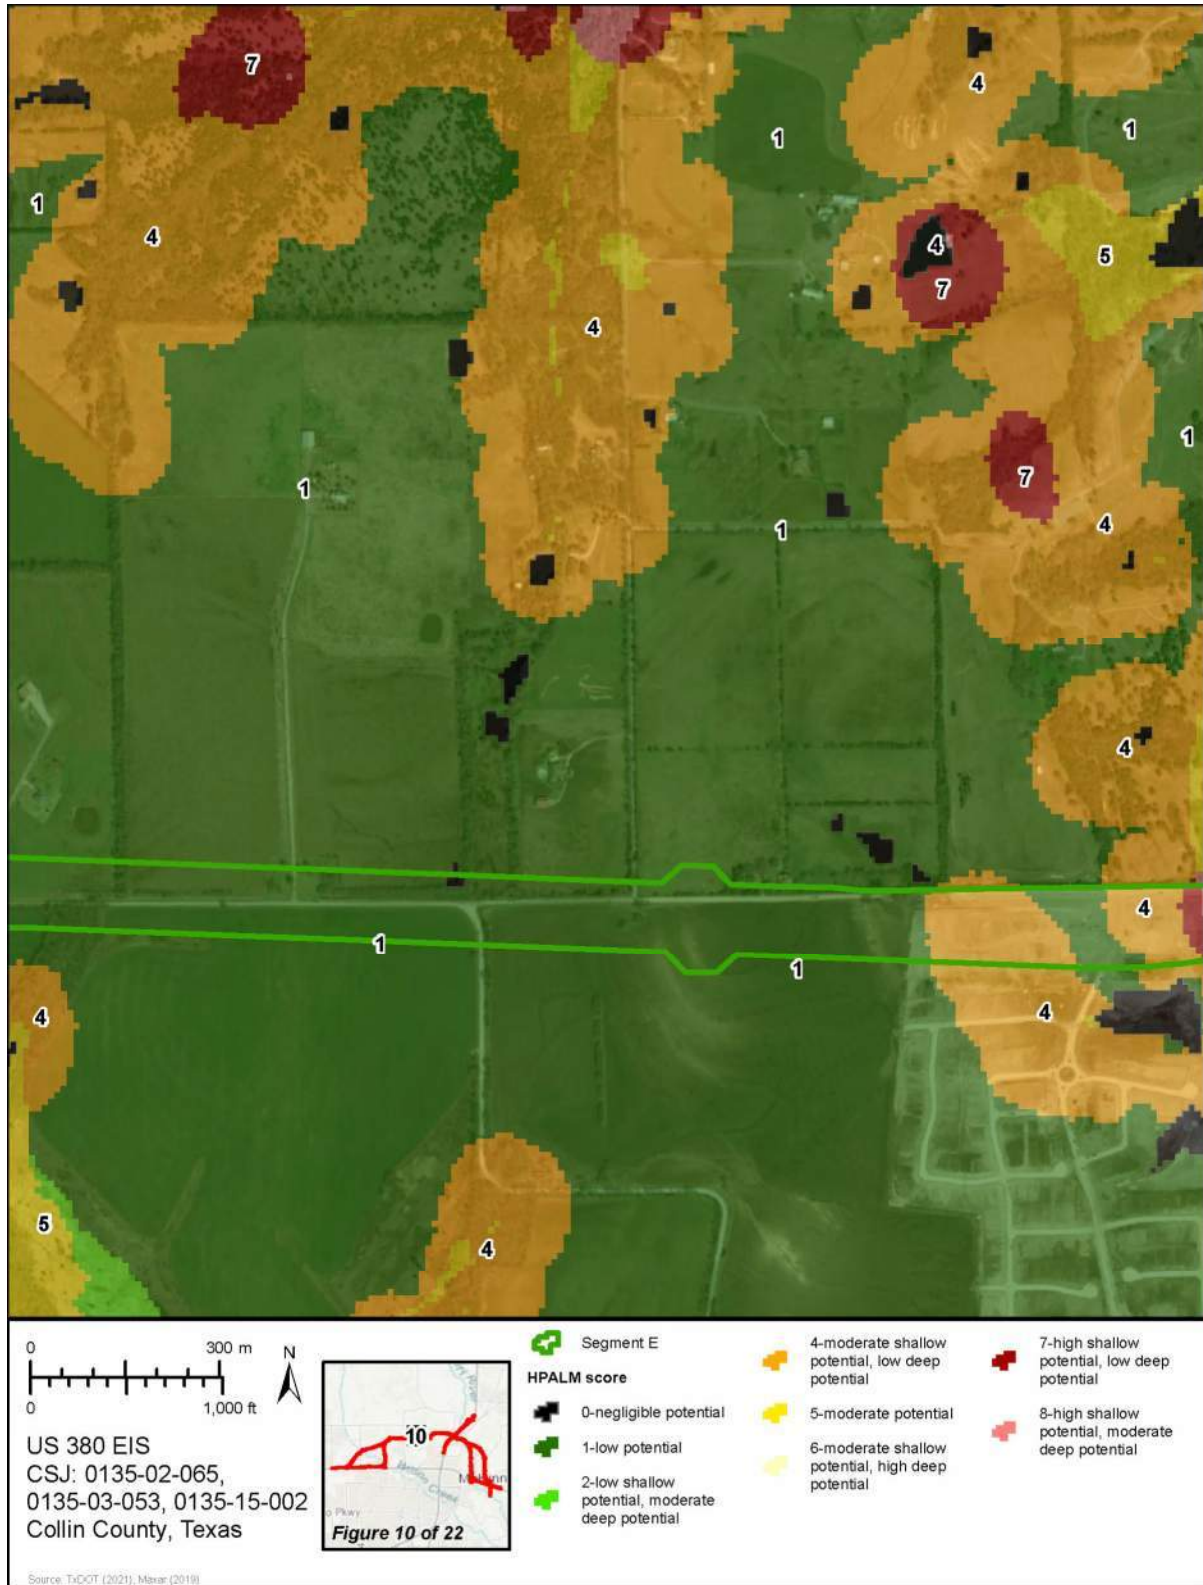 7
4
1
1
1
4
4
7
5
4
4
1
7
1
1
4
4
4
1
1
4
4
5
4
0 300 m
0 1,000 ft
N
US 380 EIS
CSJ: 0135-02-065,
0135-03-053, 0135-15-002
Collin County, Texas
Source: TxDOT (2021), Maxar (2019)
10
Wilson Creek
Pkwy
Figure 10 of 22
Segment E
HPALM score
0-negligible potential
1-low potential
2-low shallow
potential, moderate
deep potential
4-moderate shallow
potential, low deep
potential
5-moderate potential
6-moderate shallow
potential, high deep
potential
7-high shallow
potential, low deep
potential
8-high shallow
potential, moderate
deep potential